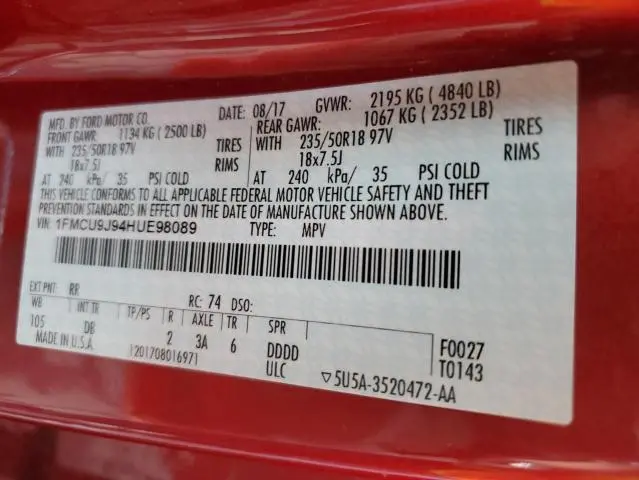 MFD. BY FORD MOTOR CO.
DATE: 08/17 GVWR: 2195 KG ( 4840 LB)
FRONT GAWR: 1134 KG ( 2500 LB)
REAR GAWR: 1067 KG ( 2352 LB)
WITH 235/50R18 97V TIRES
18x7.5J RIMS
AT 240 kPa/ 35 PSI COLD
WITH 235/50R18 97V TIRES
18x7.5J RIMS
AT 240 kPa/ 35 PSI COLD
THIS VEHICLE CONFORMS TO ALL APPLICABLE FEDERAL MOTOR VEHICLE SAFETY AND THEFT
PREVENTION STANDARDS IN EFFECT ON THE DATE OF MANUFACTURE SHOWN ABOVE.
VIN: 1FMCU9J94HUE98089 TYPE: MPV
EXT PNT: RR RC: 74 DSO:
WB INT TR TP/PS R AXLE TR SPR
105 DB 2 3A 6 DDDD F0027
MADE IN U.S.A. 1201708016971 ULC T0143
▽5U5A-3520472-AA